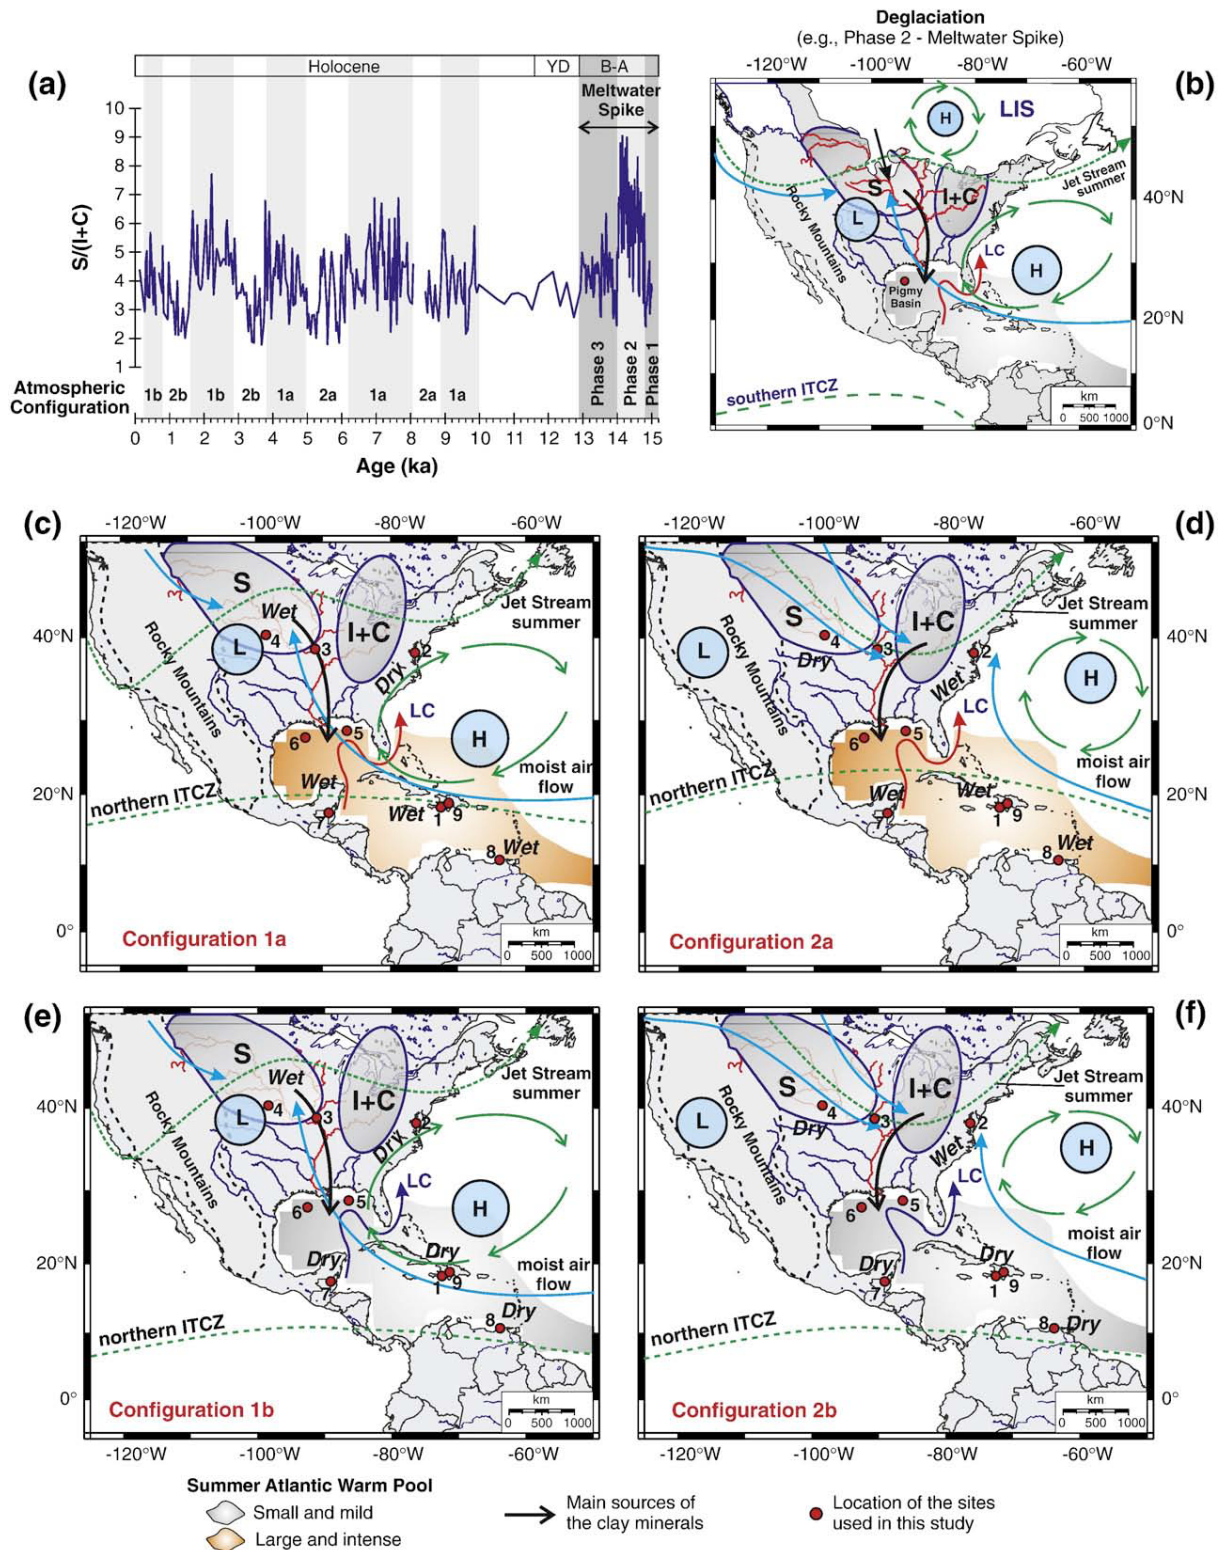 (a)
Holocene
YD
B-A
Meltwater
Spike
S/(I+C)
10
9
8
7
6
5
4
3
2
1
Phase 3
Phase 2
Phase 1
Atmospheric
Configuration
1b
2b
1b
2b
1a
2a
1a
2a
1a
0 1 2 3 4 5 6 7 8 9 10 11 12 13 14 15
Age (ka)
Deglaciation
(e.g., Phase 2 - Meltwater Spike)
-120°W -100°W -80°W -60°W
(b)
H
LIS
Jet Stream
summer
S
I+C
40°N
Rocky Mountains
L
LC
H
Pigmy
Basin
20°N
southern ITCZ
km
0 500 1000
0°N
(c)
-120°W -100°W -80°W -60°W
S
Wet
I+C
Jet Stream
summer
40°N
Rocky Mountains
L
4
3
2
Dry
LC
H
6
5
moist air
flow
northern ITCZ
20°N
Wet
7
Wet
1
9
8
Wet
0°
Configuration 1a
km
0 500 1000
-120°W -100°W -80°W -60°W
(d)
S
I+C
Jet Stream
summer
40°N
L
Rocky Mountains
4
Dry
3
2
Wet
H
LC
6
5
moist air
flow
northern ITCZ
20°N
Wet
7
Wet
1
9
8
Wet
0°
Configuration 2a
km
0 500 1000
(e)
S
Wet
I+C
Jet Stream
summer
40°N
Rocky Mountains
L
4
3
2
Dry
LC
H
6
5
Dry
7
Dry
1
9
moist air
flow
20°N
8
Dry
northern ITCZ
0°
Configuration 1b
km
0 500 1000
-120°W -100°W -80°W -60°W
(f)
S
I+C
Jet Stream
summer
40°N
L
Rocky Mountains
4
Dry
3
2
Wet
H
LC
6
5
moist air
flow
20°N
Dry
7
Dry
1
9
8
Dry
northern ITCZ
0°
Configuration 2b
km
0 500 1000
-120°W -100°W -80°W -60°W
Summer Atlantic Warm Pool
Small and mild
Large and intense
Main sources of
the clay minerals
Location of the sites
used in this study